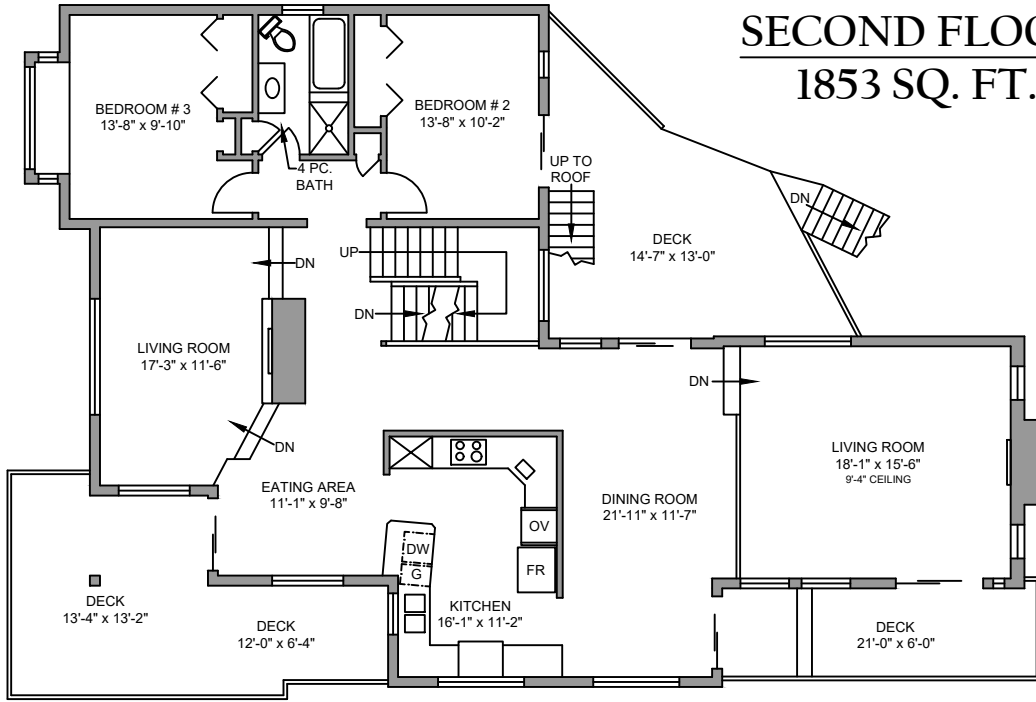 SECOND FLOO
1853 SQ. FT.
BEDROOM # 3
13'-8" x 9'-10"
BEDROOM # 2
13'-8" x 10'-2"
4 PC.
BATH
UP TO
ROOF
DN
DECK
14'-7" x 13'-0"
UP
DN
DN
LIVING ROOM
17'-3" x 11'-6"
DN
DN
LIVING ROOM
18'-1" x 15'-6"
9'-4" CEILING
EATING AREA
11'-1" x 9'-8"
DINING ROOM
21'-11" x 11'-7"
OV
DW
G
FR
KITCHEN
16'-1" x 11'-2"
DECK
13'-4" x 13'-2"
DECK
12'-0" x 6'-4"
DECK
21'-0" x 6'-0"